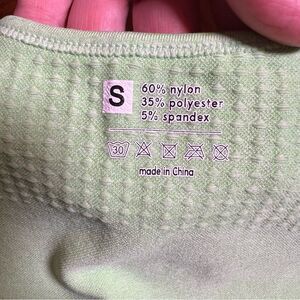 S
60% nylon
35% polyester
5% spandex
30
made in China